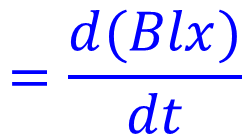 = d(Blx)/dt